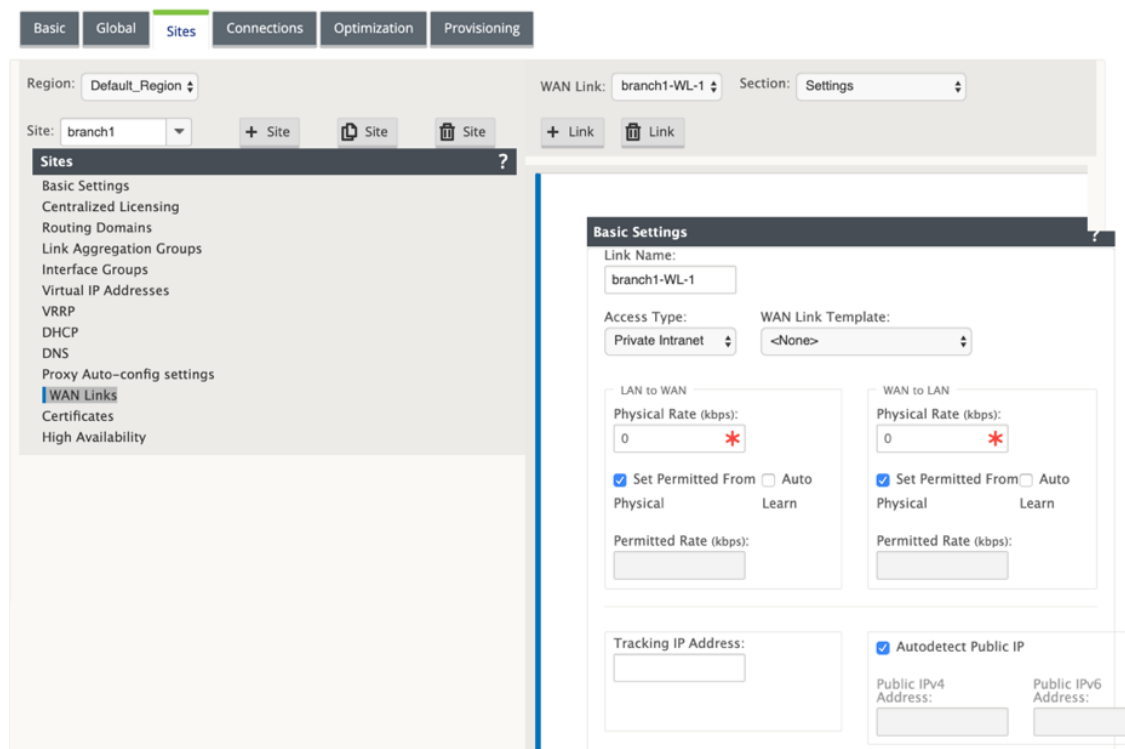 Basic Global Sites Connections Optimization Provisioning
Region: Default_Region
Site: branch1 + Site Site Site
Sites ?
Basic Settings
Centralized Licensing
Routing Domains
Link Aggregation Groups
Interface Groups
Virtual IP Addresses
VRRP
DHCP
DNS
Proxy Auto-config settings
WAN Links
Certificates
High Availability
WAN Link: branch1-WL-1 Section: Settings
+ Link Link
Basic Settings ?
Link Name:
branch1-WL-1
Access Type: WAN Link Template:
Private Intranet <None>
LAN to WAN
Physical Rate (kbps):
0
Set Permitted From Auto
Physical Learn
Permitted Rate (kbps):
WAN to LAN
Physical Rate (kbps):
0
Set Permitted From Auto
Physical Learn
Permitted Rate (kbps):
Tracking IP Address:
Autodetect Public IP
Public IPv4 Public IPv6
Address: Address: